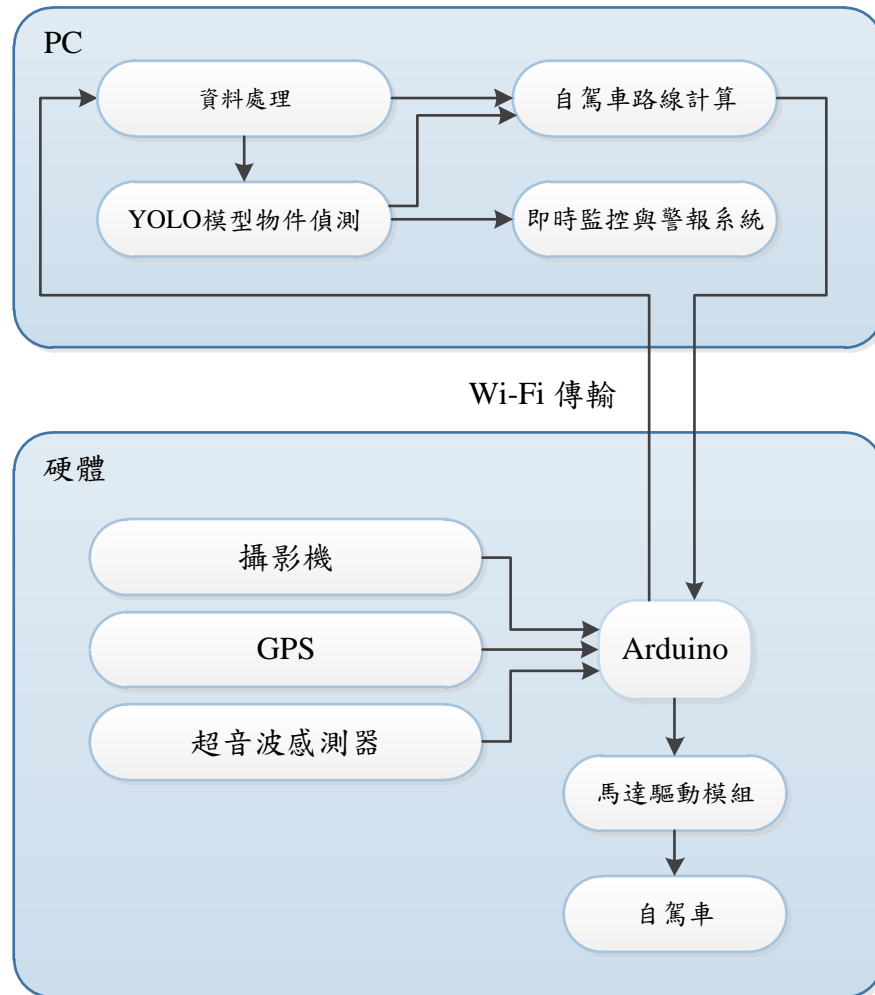 PC
資料處理
自駕車路線計算
YOLO模型物件偵測
即時監控與警報系統
Wi-Fi 傳輸
硬體
攝影機
GPS
Arduino
超音波感測器
馬達驅動模組
自駕車